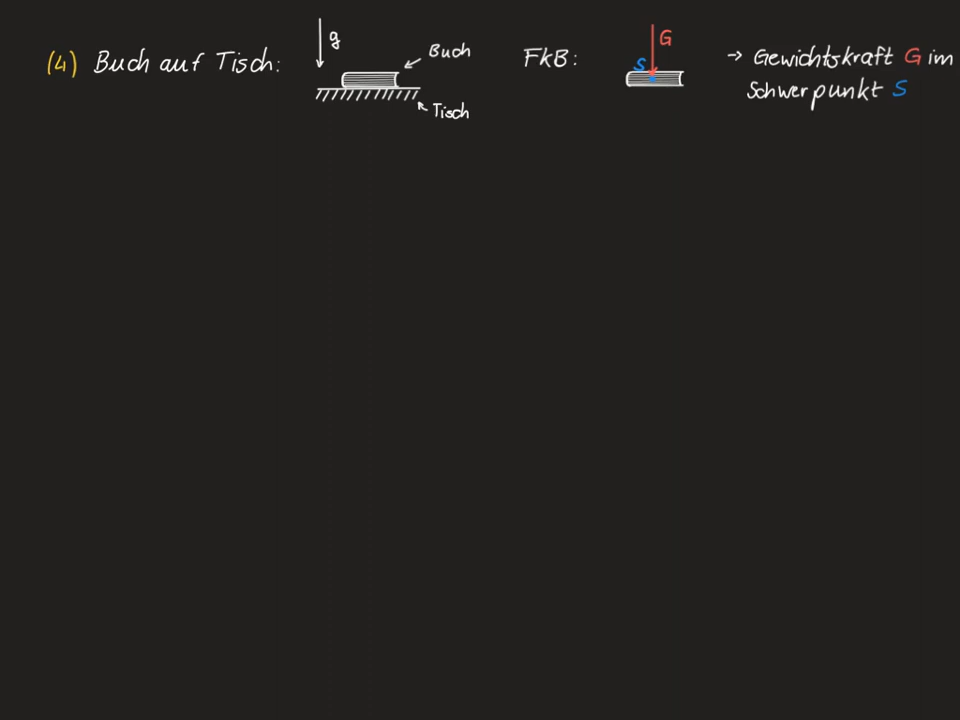 (4) Buch auf Tisch:
g
Buch
Tisch
FkB:
G
S
→ Gewichtskraft G im
Schwerpunkt S